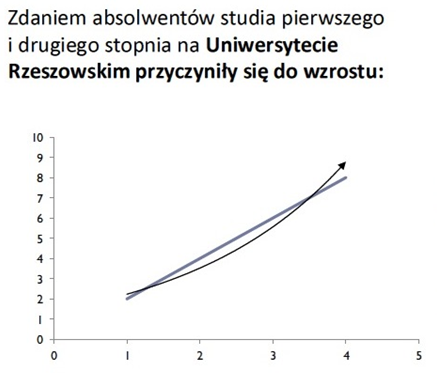 Zdaniem absolwentów studia pierwszego
i drugiego stopnia na Uniwersytecie
Rzeszowskim przyczyniły się do wzrostu:
10
9
8
7
6
5
4
3
2
1
0
0 1 2 3 4 5